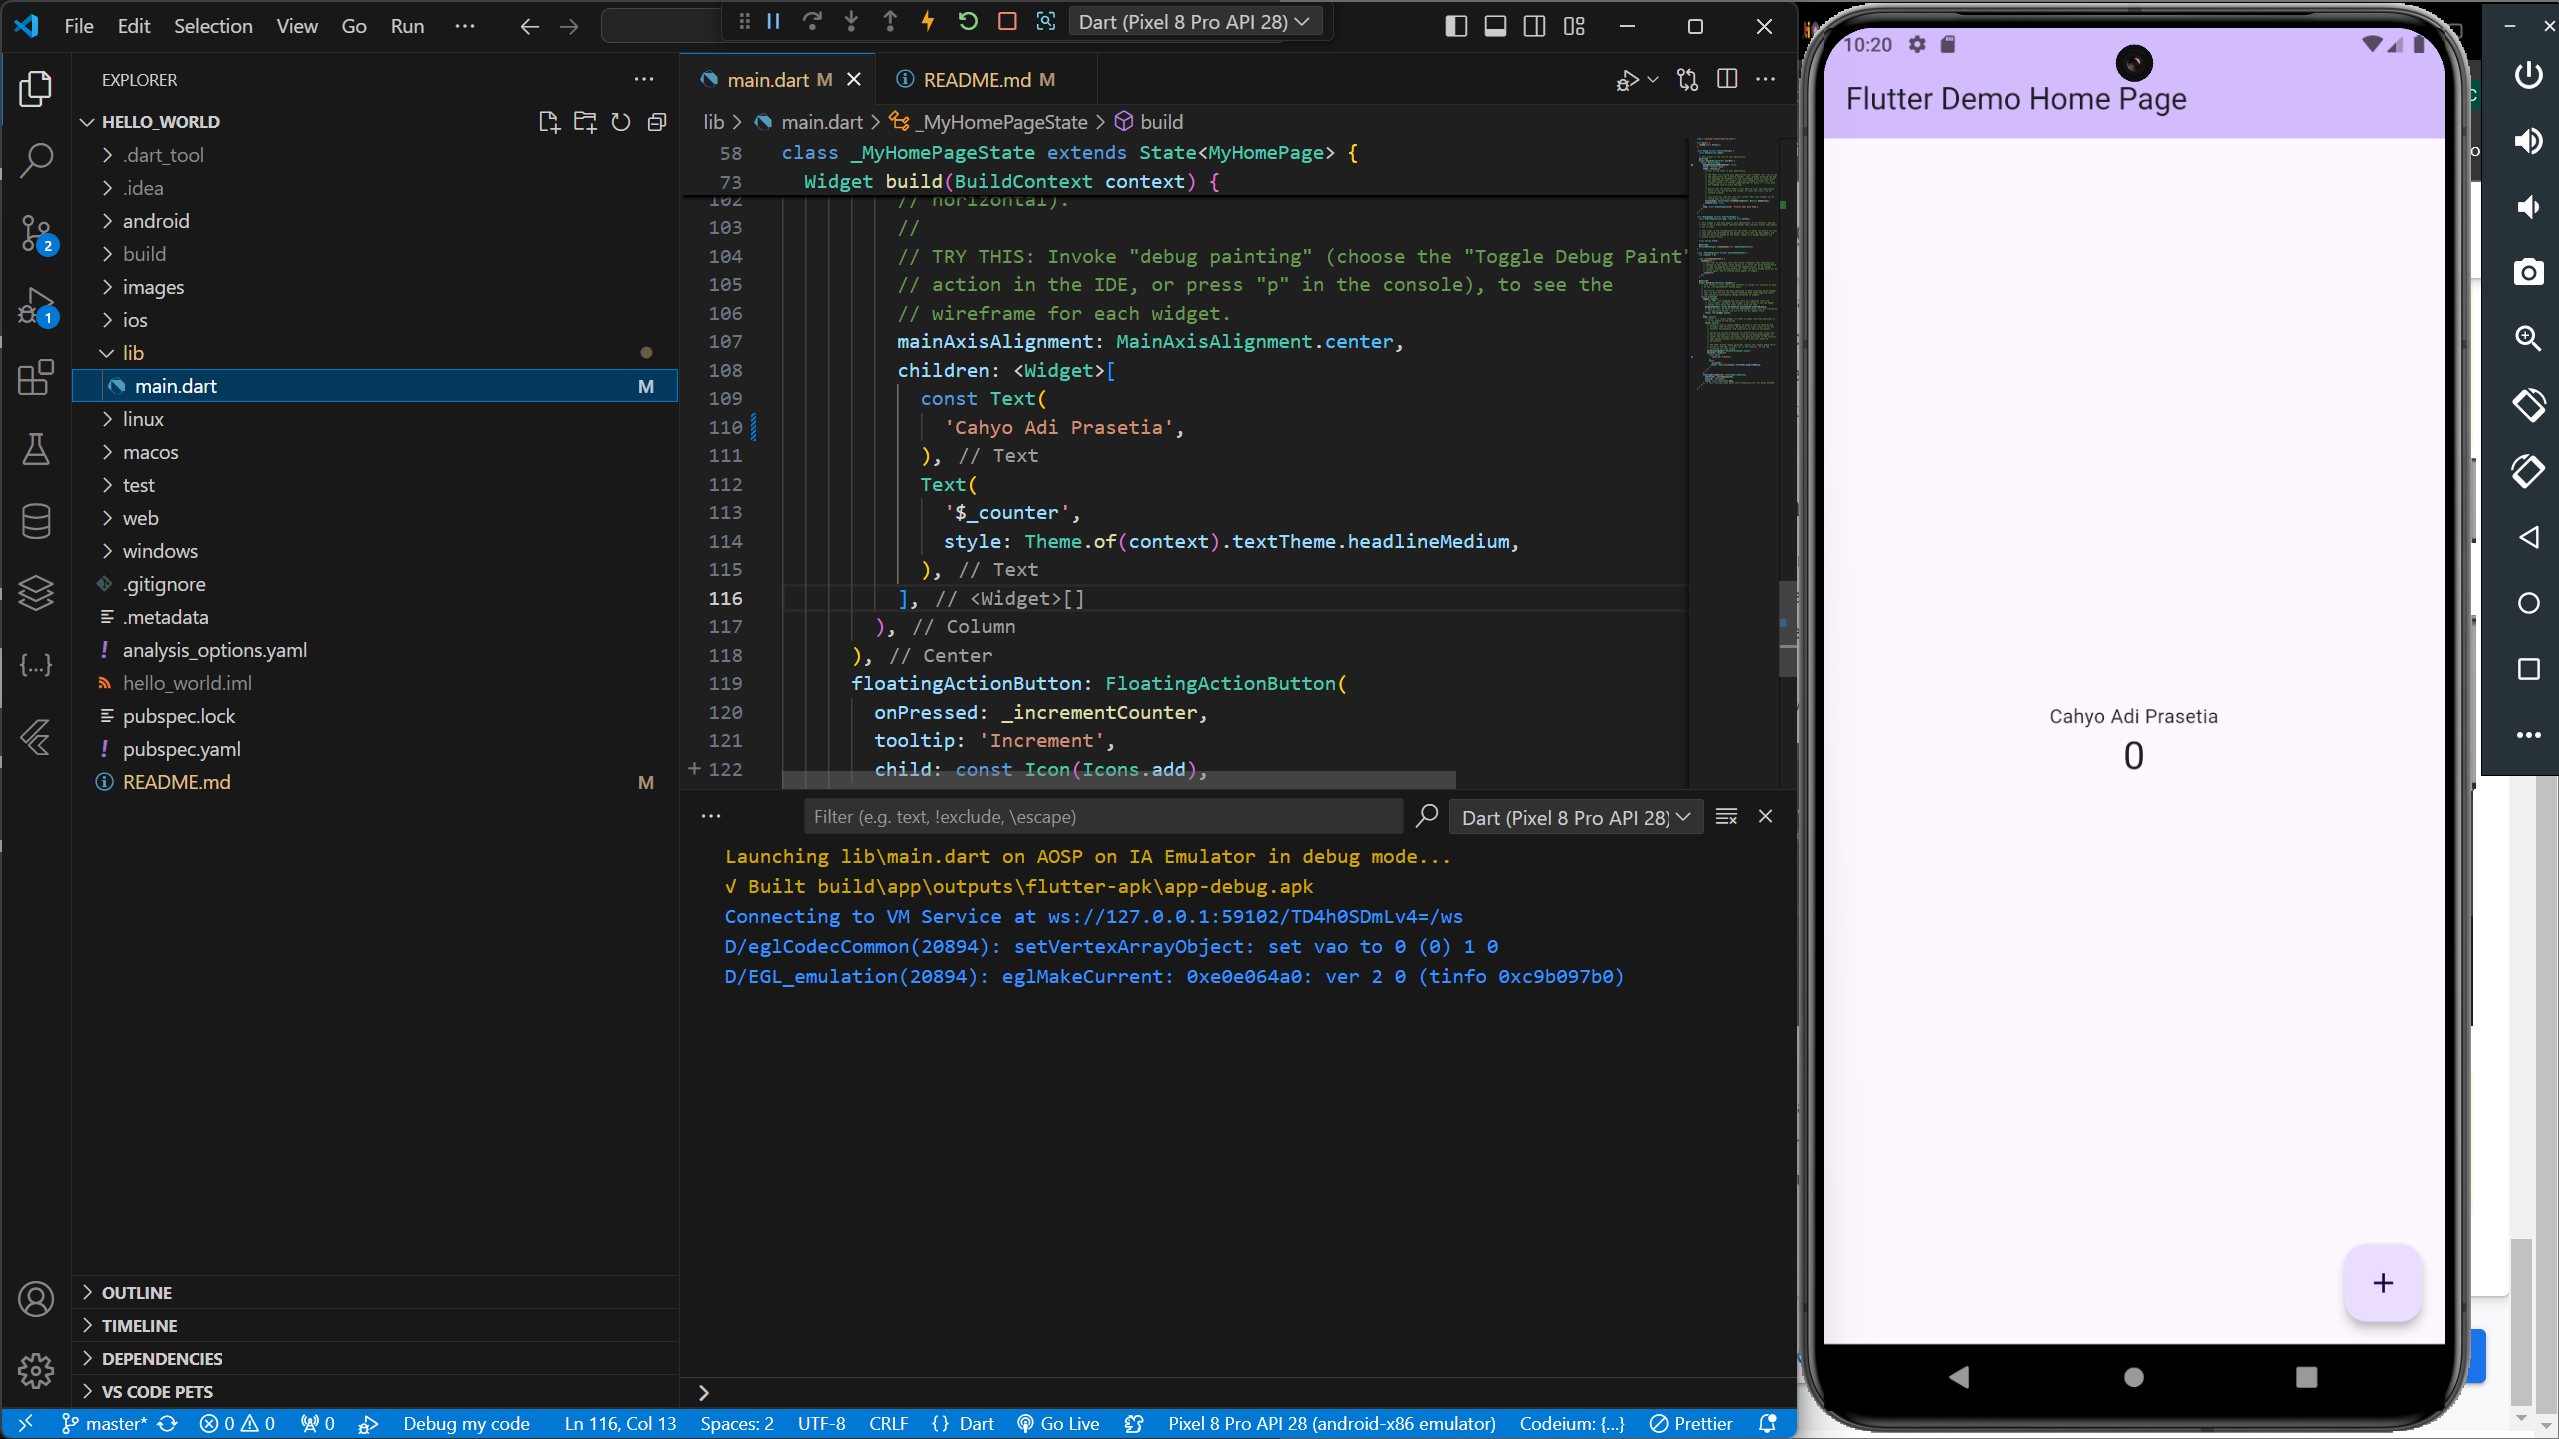 File Edit Selection View Go Run ··· Dart (Pixel 8 Pro API 28)
EXPLORER
HELLO_WORLD
.dart_tool
.idea
android
build
images
ios
lib
main.dart M
linux
macos
test
web
windows
.gitignore
.metadata
analysis_options.yaml
hello_world.iml
pubspec.lock
pubspec.yaml
README.md M
OUTLINE
TIMELINE
DEPENDENCIES
VS CODE PETS
2
1
main.dart M README.md M
lib > main.dart > _MyHomePageState > build
58 class _MyHomePageState extends State<MyHomePage> {
73 Widget build(BuildContext context) {
102 // horizontal).
103 //
104 // TRY THIS: Invoke "debug painting" (choose the "Toggle Debug Paint"
105 // action in the IDE, or press "p" in the console), to see the
106 // wireframe for each widget.
107 mainAxisAlignment: MainAxisAlignment.center,
108 children: <Widget>[
109 const Text(
110 'Cahyo Adi Prasetia',
111 ), // Text
112 Text(
113 '$_counter',
114 style: Theme.of(context).textTheme.headlineMedium,
115 ), // Text
116 ], // <Widget>[]
117 ), // Column
118 ), // Center
119 floatingActionButton: FloatingActionButton(
120 onPressed: _incrementCounter,
121 tooltip: 'Increment',
122 child: const Icon(Icons.add),
Filter (e.g. text, !exclude, \escape) Dart (Pixel 8 Pro API 28)
Launching lib\main.dart on AOSP on IA Emulator in debug mode...
√ Built build\app\outputs\flutter-apk\app-debug.apk
Connecting to VM Service at ws://127.0.0.1:59102/TD4h0SDmLv4=/ws
D/eglCodecCommon(20894): setVertexArrayObject: set vao to 0 (0) 1 0
D/EGL_emulation(20894): eglMakeCurrent: 0xe0e064a0: ver 2 0 (tinfo 0xc9b097b0)
master* 0 0 0 Debug my code Ln 116, Col 13 Spaces: 2 UTF-8 CRLF {} Dart Go Live Pixel 8 Pro API 28 (android-x86 emulator) Codeium: {...} Prettier
10:20
Flutter Demo Home Page
Cahyo Adi Prasetia
0
+